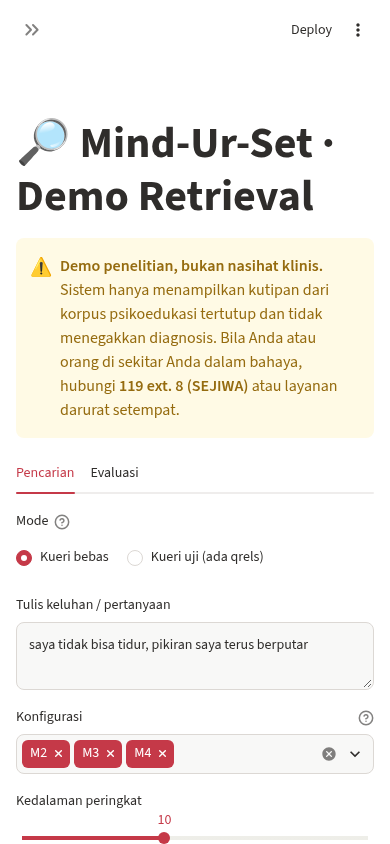 Deploy
Mind-Ur-Set ·
Demo Retrieval
Demo penelitian, bukan nasihat klinis.
Sistem hanya menampilkan kutipan dari
korpus psikoedukasi tertutup dan tidak
menegakkan diagnosis. Bila Anda atau
orang di sekitar Anda dalam bahaya,
hubungi 119 ext. 8 (SEJIWA) atau layanan
darurat setempat.
Pencarian Evaluasi
Mode
Kueri bebas Kueri uji (ada qrels)
Tulis keluhan / pertanyaan
saya tidak bisa tidur, pikiran saya terus berputar
Konfigurasi
M2 M3 M4
Kedalaman peringkat
10